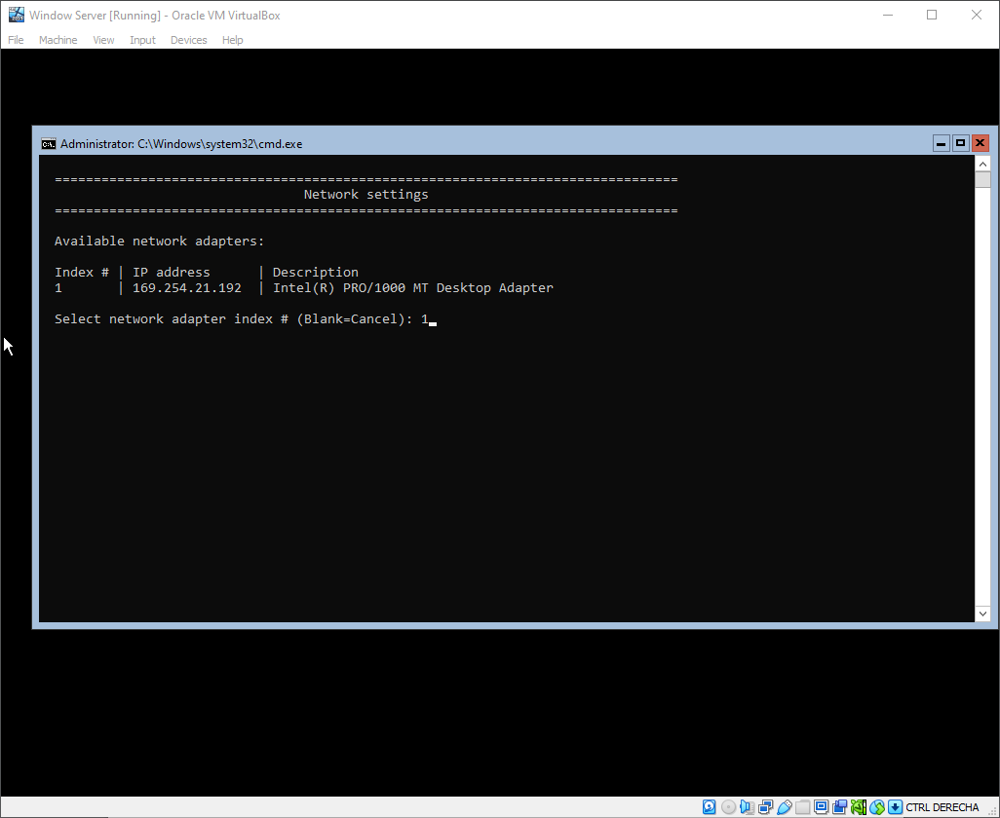 Window Server [Running] - Oracle VM VirtualBox
File Machine View Input Devices Help
Administrator: C:\Windows\system32\cmd.exe
================================================================================
Network settings
================================================================================
Available network adapters:
Index # | IP address | Description
1 | 169.254.21.192 | Intel(R) PRO/1000 MT Desktop Adapter
Select network adapter index # (Blank=Cancel): 1_
CTRL DERECHA